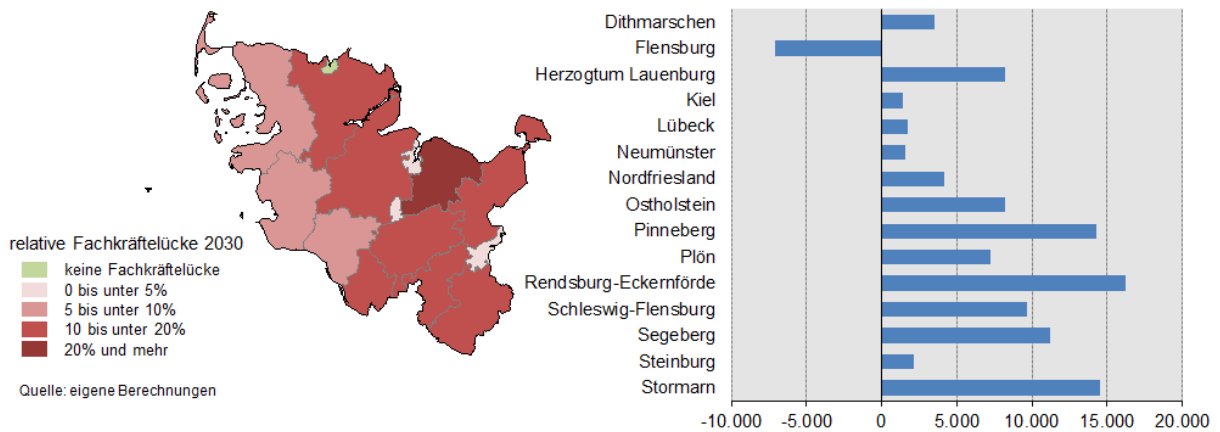 relative Fachkräftelücke 2030
keine Fachkräftelücke
0 bis unter 5%
5 bis unter 10%
10 bis unter 20%
20% und mehr
Quelle: eigene Berechnungen
Dithmarschen
Flensburg
Herzogtum Lauenburg
Kiel
Lübeck
Neumünster
Nordfriesland
Ostholstein
Pinneberg
Plön
Rendsburg-Eckernförde
Schleswig-Flensburg
Segeberg
Steinburg
Stormarn
-10.000 -5.000 0 5.000 10.000 15.000 20.000